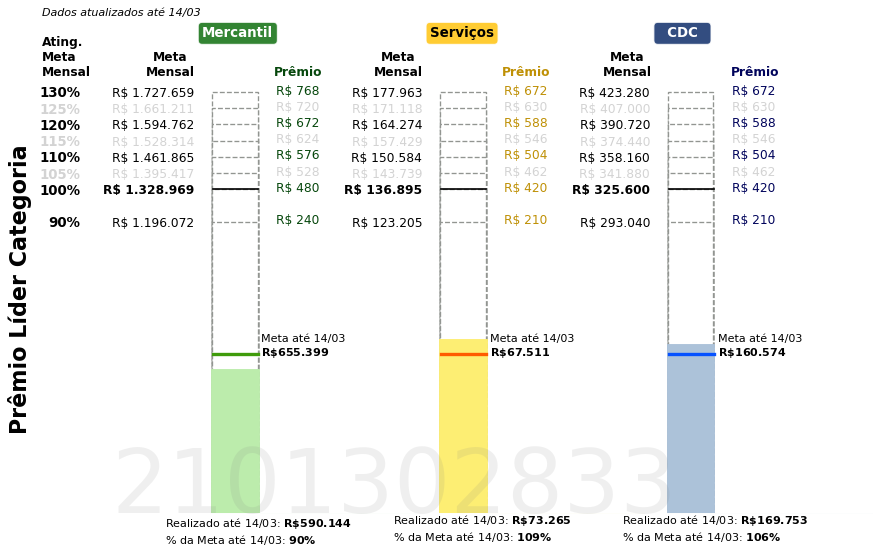 Dados atualizados até 14/03
Mercantil Serviços CDC
Ating.
Meta Meta Meta Meta
Mensal Mensal Prêmio Mensal Prêmio Mensal Prêmio
130% R$ 1.727.659 R$ 768 R$ 177.963 R$ 672 R$ 423.280 R$ 672
125% R$ 1.661.211 R$ 720 R$ 171.118 R$ 630 R$ 407.000 R$ 630
120% R$ 1.594.762 R$ 672 R$ 164.274 R$ 588 R$ 390.720 R$ 588
115% R$ 1.528.314 R$ 624 R$ 157.429 R$ 546 R$ 374.440 R$ 546
110% R$ 1.461.865 R$ 576 R$ 150.584 R$ 504 R$ 358.160 R$ 504
105% R$ 1.395.417 R$ 528 R$ 143.739 R$ 462 R$ 341.880 R$ 462
100% R$ 1.328.969 R$ 480 R$ 136.895 R$ 420 R$ 325.600 R$ 420
90% R$ 1.196.072 R$ 240 R$ 123.205 R$ 210 R$ 293.040 R$ 210
Prêmio Líder Categoria
Meta até 14/03 Meta até 14/03 Meta até 14/03
R$655.399 R$67.511 R$160.574
2101302833
Realizado até 14/03: R$590.144 Realizado até 14/03: R$73.265 Realizado até 14/03: R$169.753
% da Meta até 14/03: 90% % da Meta até 14/03: 109% % da Meta até 14/03: 106%